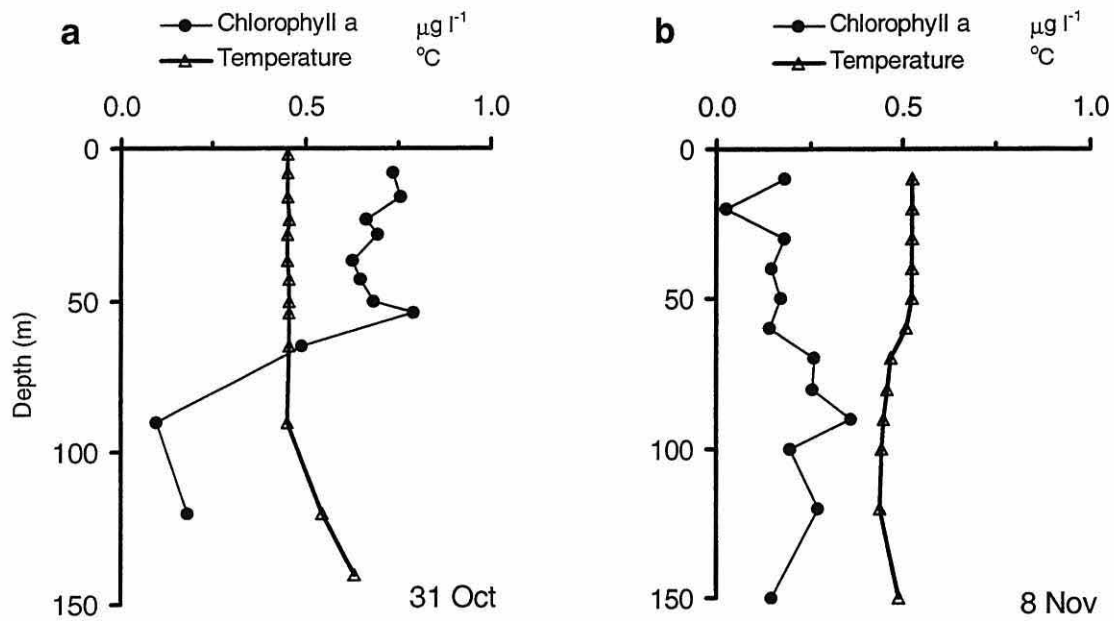 a
Chlorophyll a µg l⁻¹
Temperature °C
0.0 0.5 1.0
0
50
100
150
Depth (m)
31 Oct
b
Chlorophyll a µg l⁻¹
Temperature °C
0.0 0.5 1.0
0
50
100
150
8 Nov